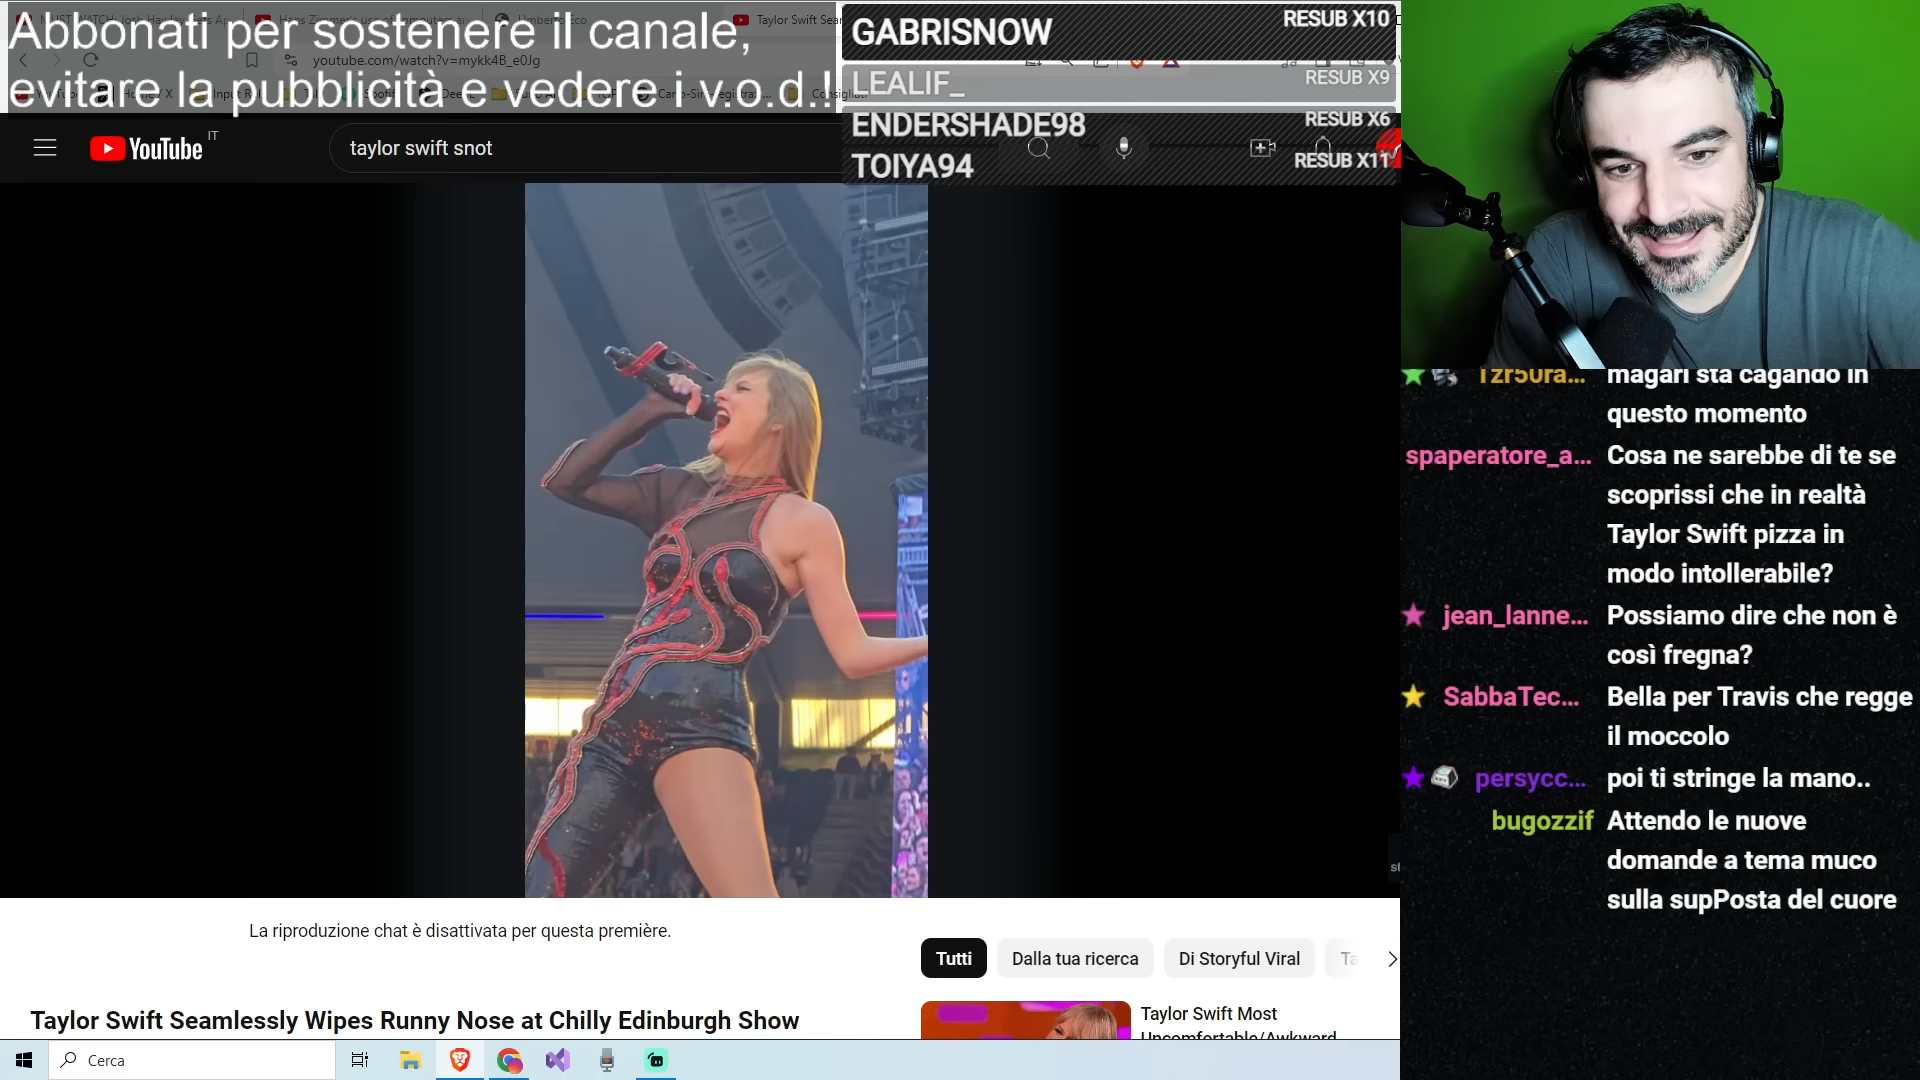 Abbonati per sostenere il canale,
evitare la pubblicità e vedere i v.o.d.!!
GABRISNOW RESUB X10
LEALIF_ RESUB X9
ENDERSHADE98 RESUB X6
TOIYA94 RESUB X11
Taylor Swift
youtube.com/watch?v=mykk4B_e0Jg
YouTube IT
taylor swift snot
magari sta cagando in
questo momento
spaperatore_a... Cosa ne sarebbe di te se
scoprissi che in realtà
Taylor Swift pizza in
modo intollerabile?
jean_lanne... Possiamo dire che non è
così fregna?
SabbaTec... Bella per Travis che regge
il moccolo
persycc... poi ti stringe la mano..
bugozzif Attendo le nuove
domande a tema muco
sulla supPosta del cuore
La riproduzione chat è disattivata per questa première.
Tutti Dalla tua ricerca Di Storyful Viral Ta
Taylor Swift Seamlessly Wipes Runny Nose at Chilly Edinburgh Show
Taylor Swift Most
Uncomfortable/Awkward
Cerca